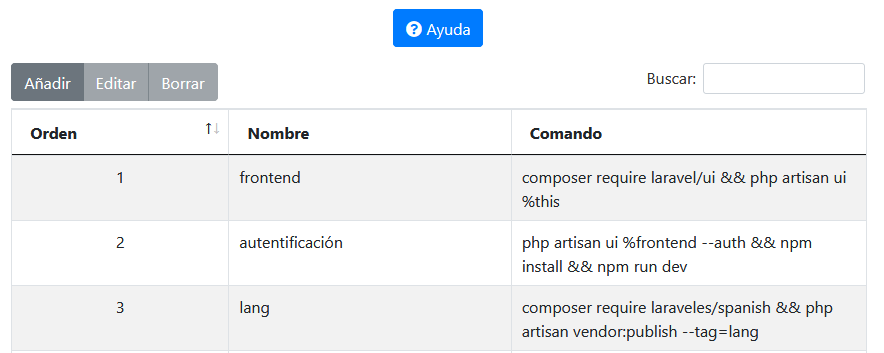 Ayuda
Añadir Editar Borrar Buscar:
Orden Nombre Comando
1 frontend composer require laravel/ui && php artisan ui
%this
2 autentificación php artisan ui %frontend --auth && npm
install && npm run dev
3 lang composer require laraveles/spanish && php
artisan vendor:publish --tag=lang